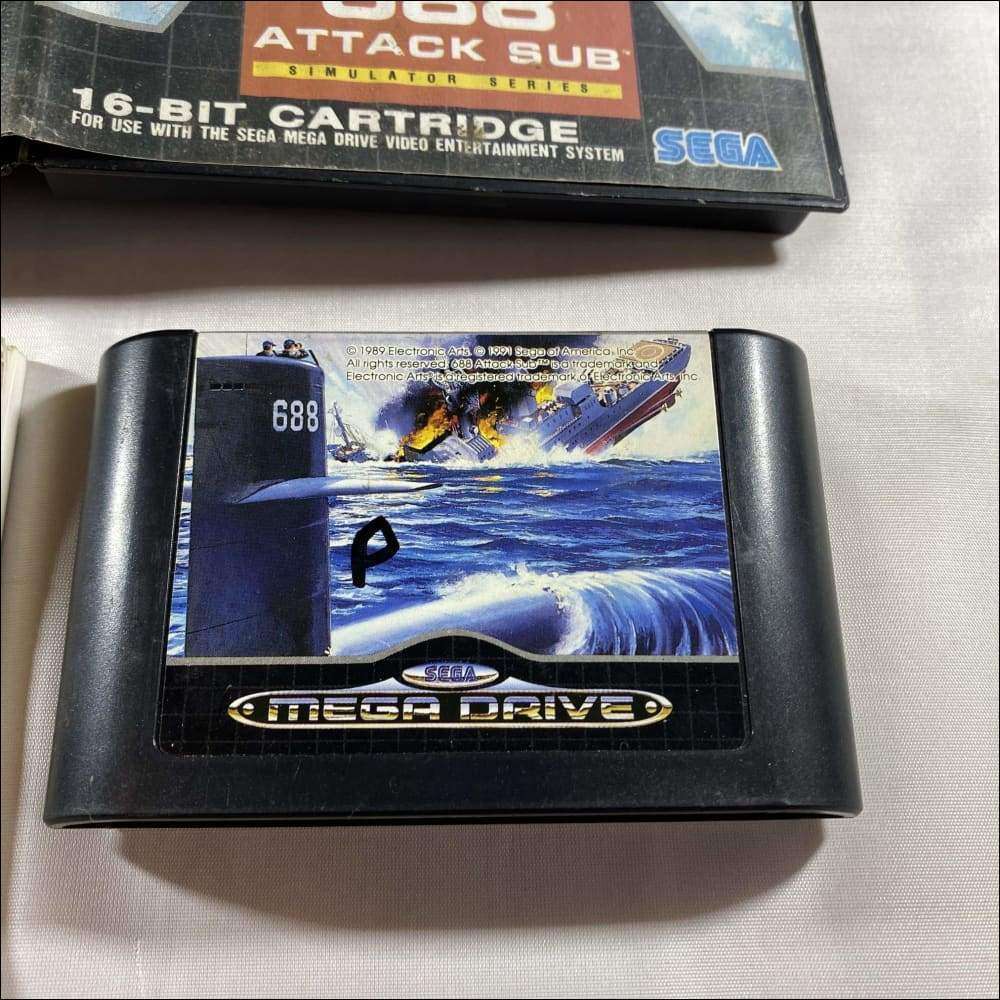 688
ATTACK SUB™
SIMULATOR SERIES
16-BIT CARTRIDGE
FOR USE WITH THE SEGA MEGA DRIVE VIDEO ENTERTAINMENT SYSTEM
SEGA
© 1989 Electronic Arts. © 1991 Sega of America, Inc.
All rights reserved. 688 Attack Sub™ is a trademark and
Electronic Arts® is a registered trademark of Electronic Arts, Inc.
688
P
SEGA
MEGA DRIVE